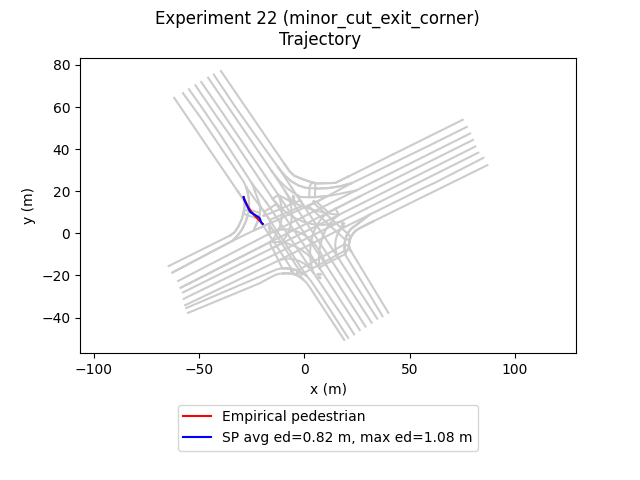 Experiment 22 (minor_cut_exit_corner)
Trajectory
80
60
40
20
0
−20
−40
y (m)
−100
−50
0
50
100
x (m)
Empirical pedestrian
SP avg ed=0.82 m, max ed=1.08 m